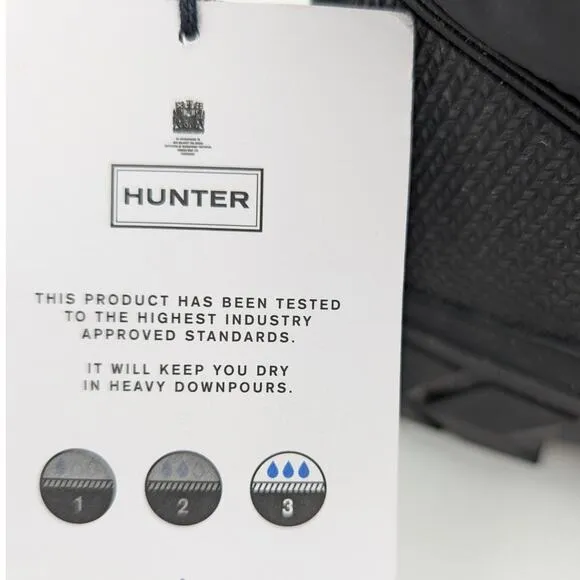 HUNTER
THIS PRODUCT HAS BEEN TESTED
TO THE HIGHEST INDUSTRY
APPROVED STANDARDS.
IT WILL KEEP YOU DRY
IN HEAVY DOWNPOURS.
1 2 3